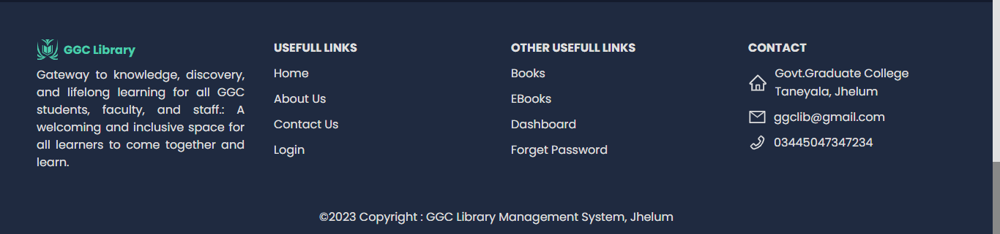 GGC Library
Gateway to knowledge, discovery,
and lifelong learning for all GGC
students, faculty, and staff.: A
welcoming and inclusive space for
all learners to come together and
learn.
USEFULL LINKS
Home
About Us
Contact Us
Login
OTHER USEFULL LINKS
Books
EBooks
Dashboard
Forget Password
CONTACT
Govt.Graduate College
Taneyala, Jhelum
ggclib@gmail.com
03445047347234
©2023 Copyright : GGC Library Management System, Jhelum